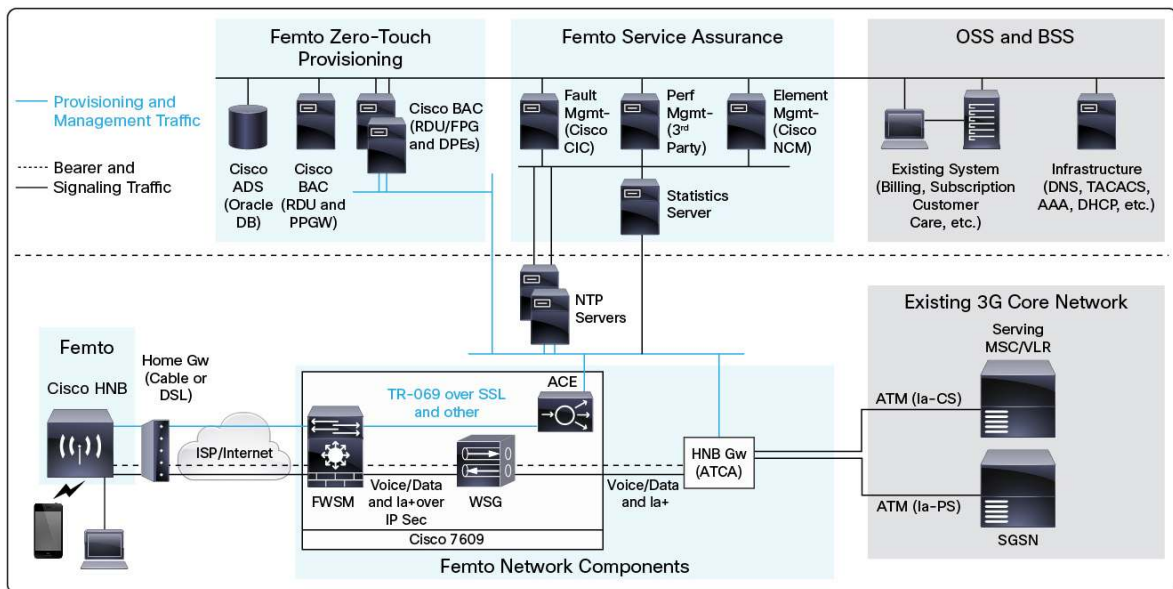 Femto Zero-Touch
Provisioning
Femto Service Assurance
OSS and BSS
Provisioning and
Management Traffic
Bearer and
Signaling Traffic
Cisco
ADS
(Oracle
DB)
Cisco
BAC
(RDU and
PPGW)
Cisco BAC
(RDU/FPG
and DPEs)
Fault
Mgmt-
(Cisco
CIC)
Perf
Mgmt-
(3rd
Party)
Element
Mgmt-
(Cisco
NCM)
Statistics
Server
Existing System
(Billing, Subscription
Customer
Care, etc.)
Infrastructure
(DNS, TACACS,
AAA, DHCP, etc.)
NTP
Servers
Femto
Cisco HNB
Home Gw
(Cable or
DSL)
ISP/Internet
TR-069 over SSL
and other
ACE
FWSM
Voice/Data
and Ia+over
IP Sec
WSG
Cisco 7609
Voice/Data
and Ia+
HNB Gw
(ATCA)
Femto Network Components
Existing 3G Core Network
Serving
MSC/VLR
ATM (Ia-CS)
ATM (Ia-PS)
SGSN